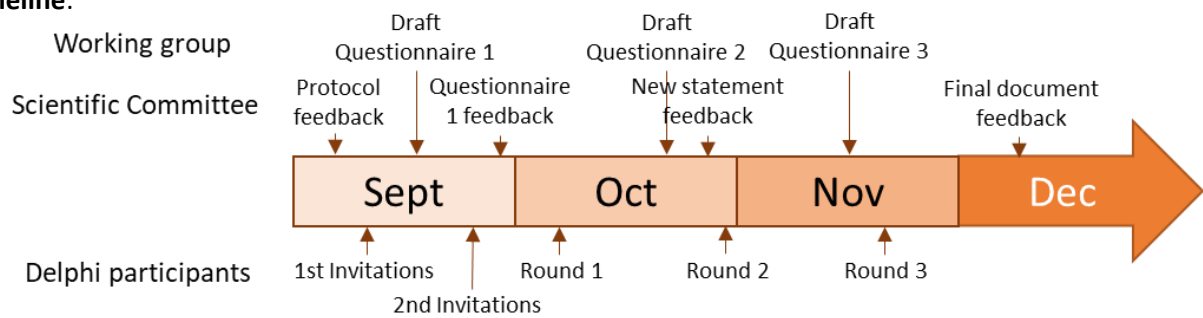 eline:
Working group
Draft
Questionnaire 1
Draft
Questionnaire 2
Draft
Questionnaire 3
Scientific Committee
Protocol
feedback
Questionnaire
1 feedback
New statement
feedback
Final document
feedback
Sept
Oct
Nov
Dec
Delphi participants
1st Invitations
2nd Invitations
Round 1
Round 2
Round 3